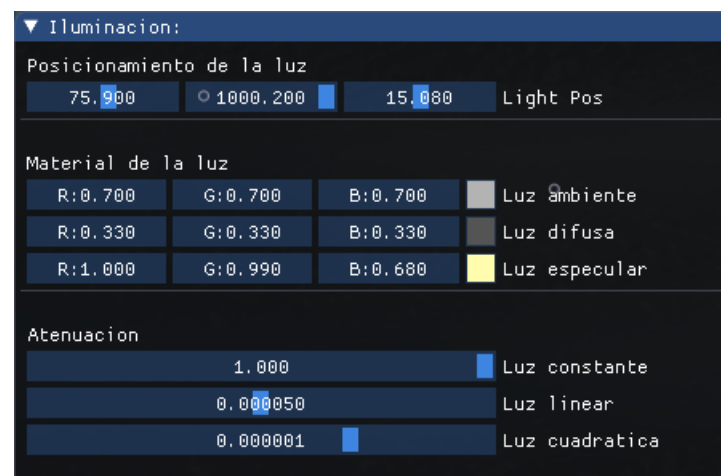 Iluminacion:
Posicionamiento de la luz
75.900 1000.200 15.080 Light Pos
Material de la luz
R:0.700 G:0.700 B:0.700 Luz ambiente
R:0.330 G:0.330 B:0.330 Luz difusa
R:1.000 G:0.990 B:0.680 Luz especular
Atenuacion
1.000 Luz constante
0.000050 Luz linear
0.000001 Luz cuadratica